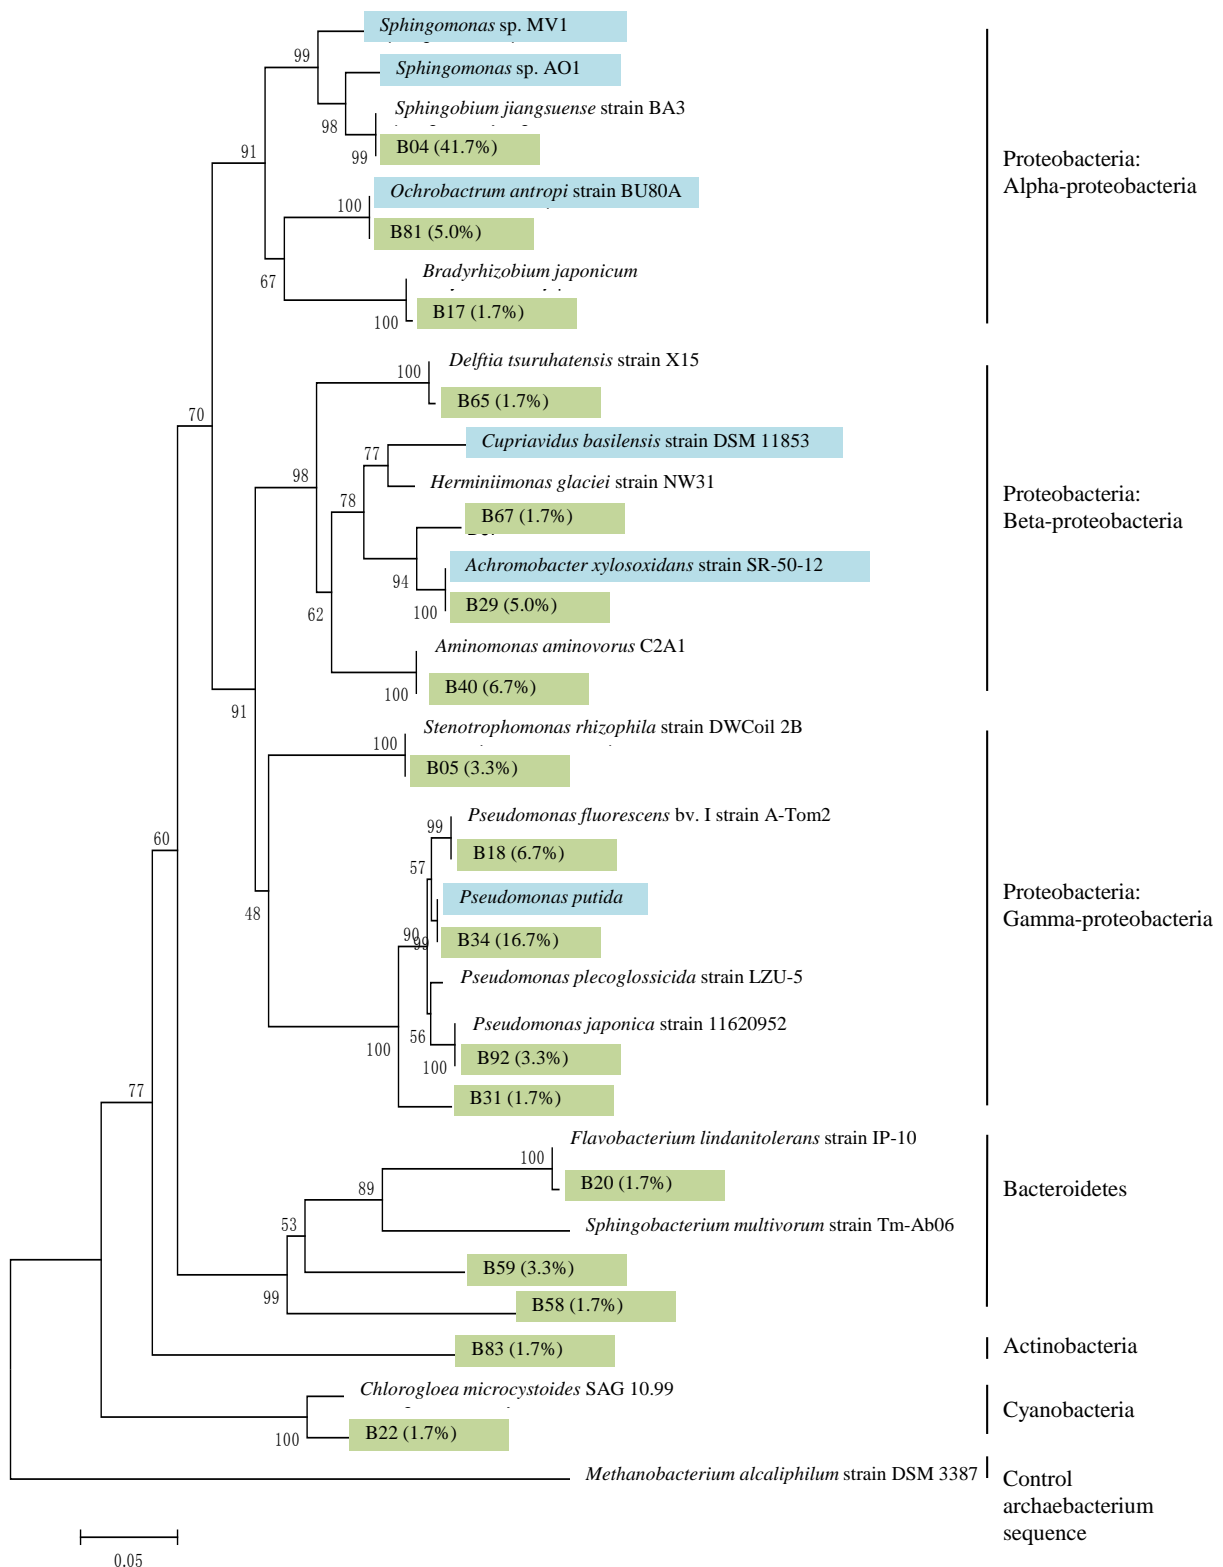 Sphingomonas sp. MV1
99
Sphingomonas sp. AO1
Sphingobium jiangsuense strain BA3
98
B04 (41.7%)
99
91
Proteobacteria:
Alpha-proteobacteria
Ochrobactrum antropi strain BU80A
100
B81 (5.0%)
67
Bradyrhizobium japonicum
B17 (1.7%)
100
Delftia tsuruhatensis strain X15
100
B65 (1.7%)
70
Cupriavidus basilensis strain DSM 11853
77
98
Herminiimonas glaciei strain NW31
78
B67 (1.7%)
Proteobacteria:
Beta-proteobacteria
Achromobacter xylosoxidans strain SR-50-12
94
B29 (5.0%)
100
62
Aminomonas aminovorus C2A1
B40 (6.7%)
100
91
Stenotrophomonas rhizophila strain DWCoil 2B
100
B05 (3.3%)
Pseudomonas fluorescens bv. I strain A-Tom2
99
60
B18 (6.7%)
57
Pseudomonas putida
Proteobacteria:
Gamma-proteobacteria
48
90
99
B34 (16.7%)
Pseudomonas plecoglossicida strain LZU-5
Pseudomonas japonica strain 11620952
56
100
B92 (3.3%)
100
77
B31 (1.7%)
Flavobacterium lindanitolerans strain IP-10
100
B20 (1.7%)
Bacteroidetes
89
53
Sphingobacterium multivorum strain Tm-Ab06
B59 (3.3%)
99
B58 (1.7%)
B83 (1.7%)
Actinobacteria
Chlorogloea microcystoides SAG 10.99
Cyanobacteria
B22 (1.7%)
100
Methanobacterium alcaliphilum strain DSM 3387
Control
archaebacterium
sequence
0.05